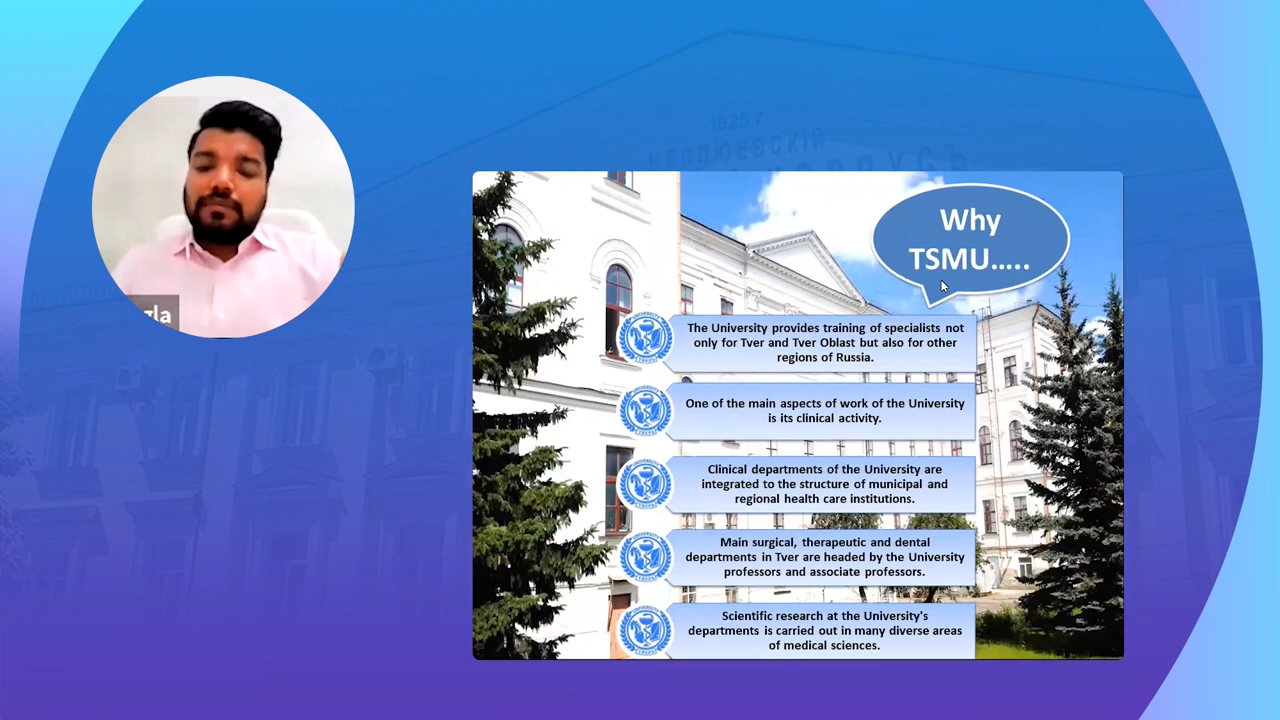 1825 г
НЕПЛЮЕВСКIЯ
Why
TSMU.....
The University provides training of specialists not
only for Tver and Tver Oblast but also for other
regions of Russia.
One of the main aspects of work of the University
is its clinical activity.
Clinical departments of the University are
integrated to the structure of municipal and
regional health care institutions.
Main surgical, therapeutic and dental
departments in Tver are headed by the University
professors and associate professors.
Scientific research at the University's
departments is carried out in many diverse areas
of medical sciences.